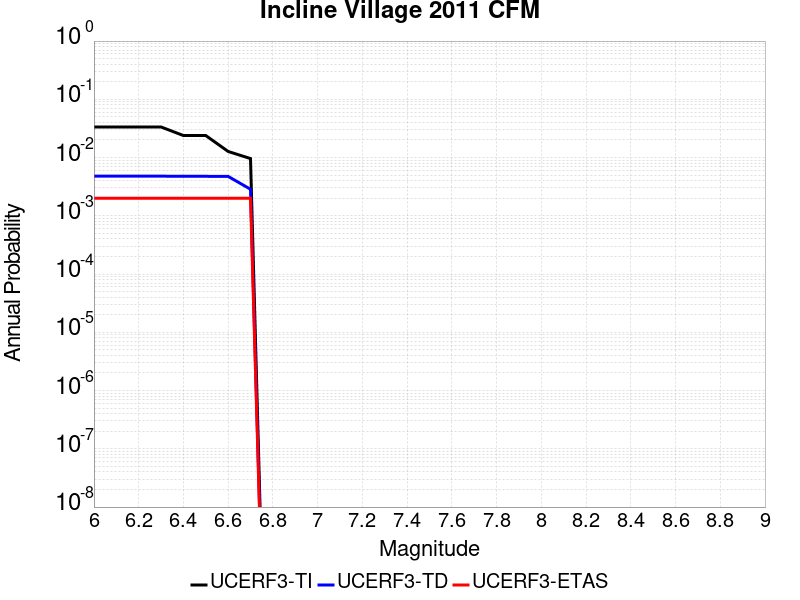 Incline Village 2011 CFM
10^0
10^-1
10^-2
10^-3
10^-4
10^-5
10^-6
10^-7
10^-8
Annual Probability
6 6.2 6.4 6.6 6.8 7 7.2 7.4 7.6 7.8 8 8.2 8.4 8.6 8.8 9
Magnitude
UCERF3-TI UCERF3-TD UCERF3-ETAS